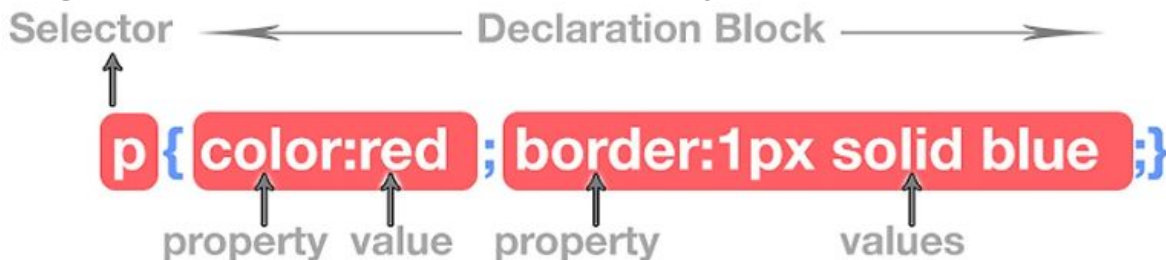 Selector Declaration Block
p { color:red ; border:1px solid blue ;}
property value property values